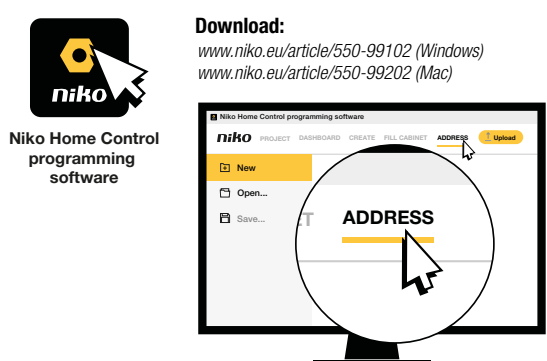 niko
Niko Home Control
programming
software
Download:
www.niko.eu/article/550-99102 (Windows)
www.niko.eu/article/550-99202 (Mac)
Niko Home Control programming software
niko PROJECT DASHBOARD CREATE FILL CABINET ADDRESS Upload
New
Open...
Save...
ET
ADDRESS